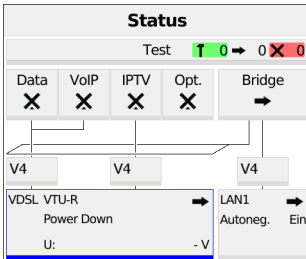 Status
Test 0 0
Data VoIP IPTV Opt. Bridge
V4 V4 V4
VDSL VTU-R
Power Down
U: - V
LAN1
Autoneg. Ein